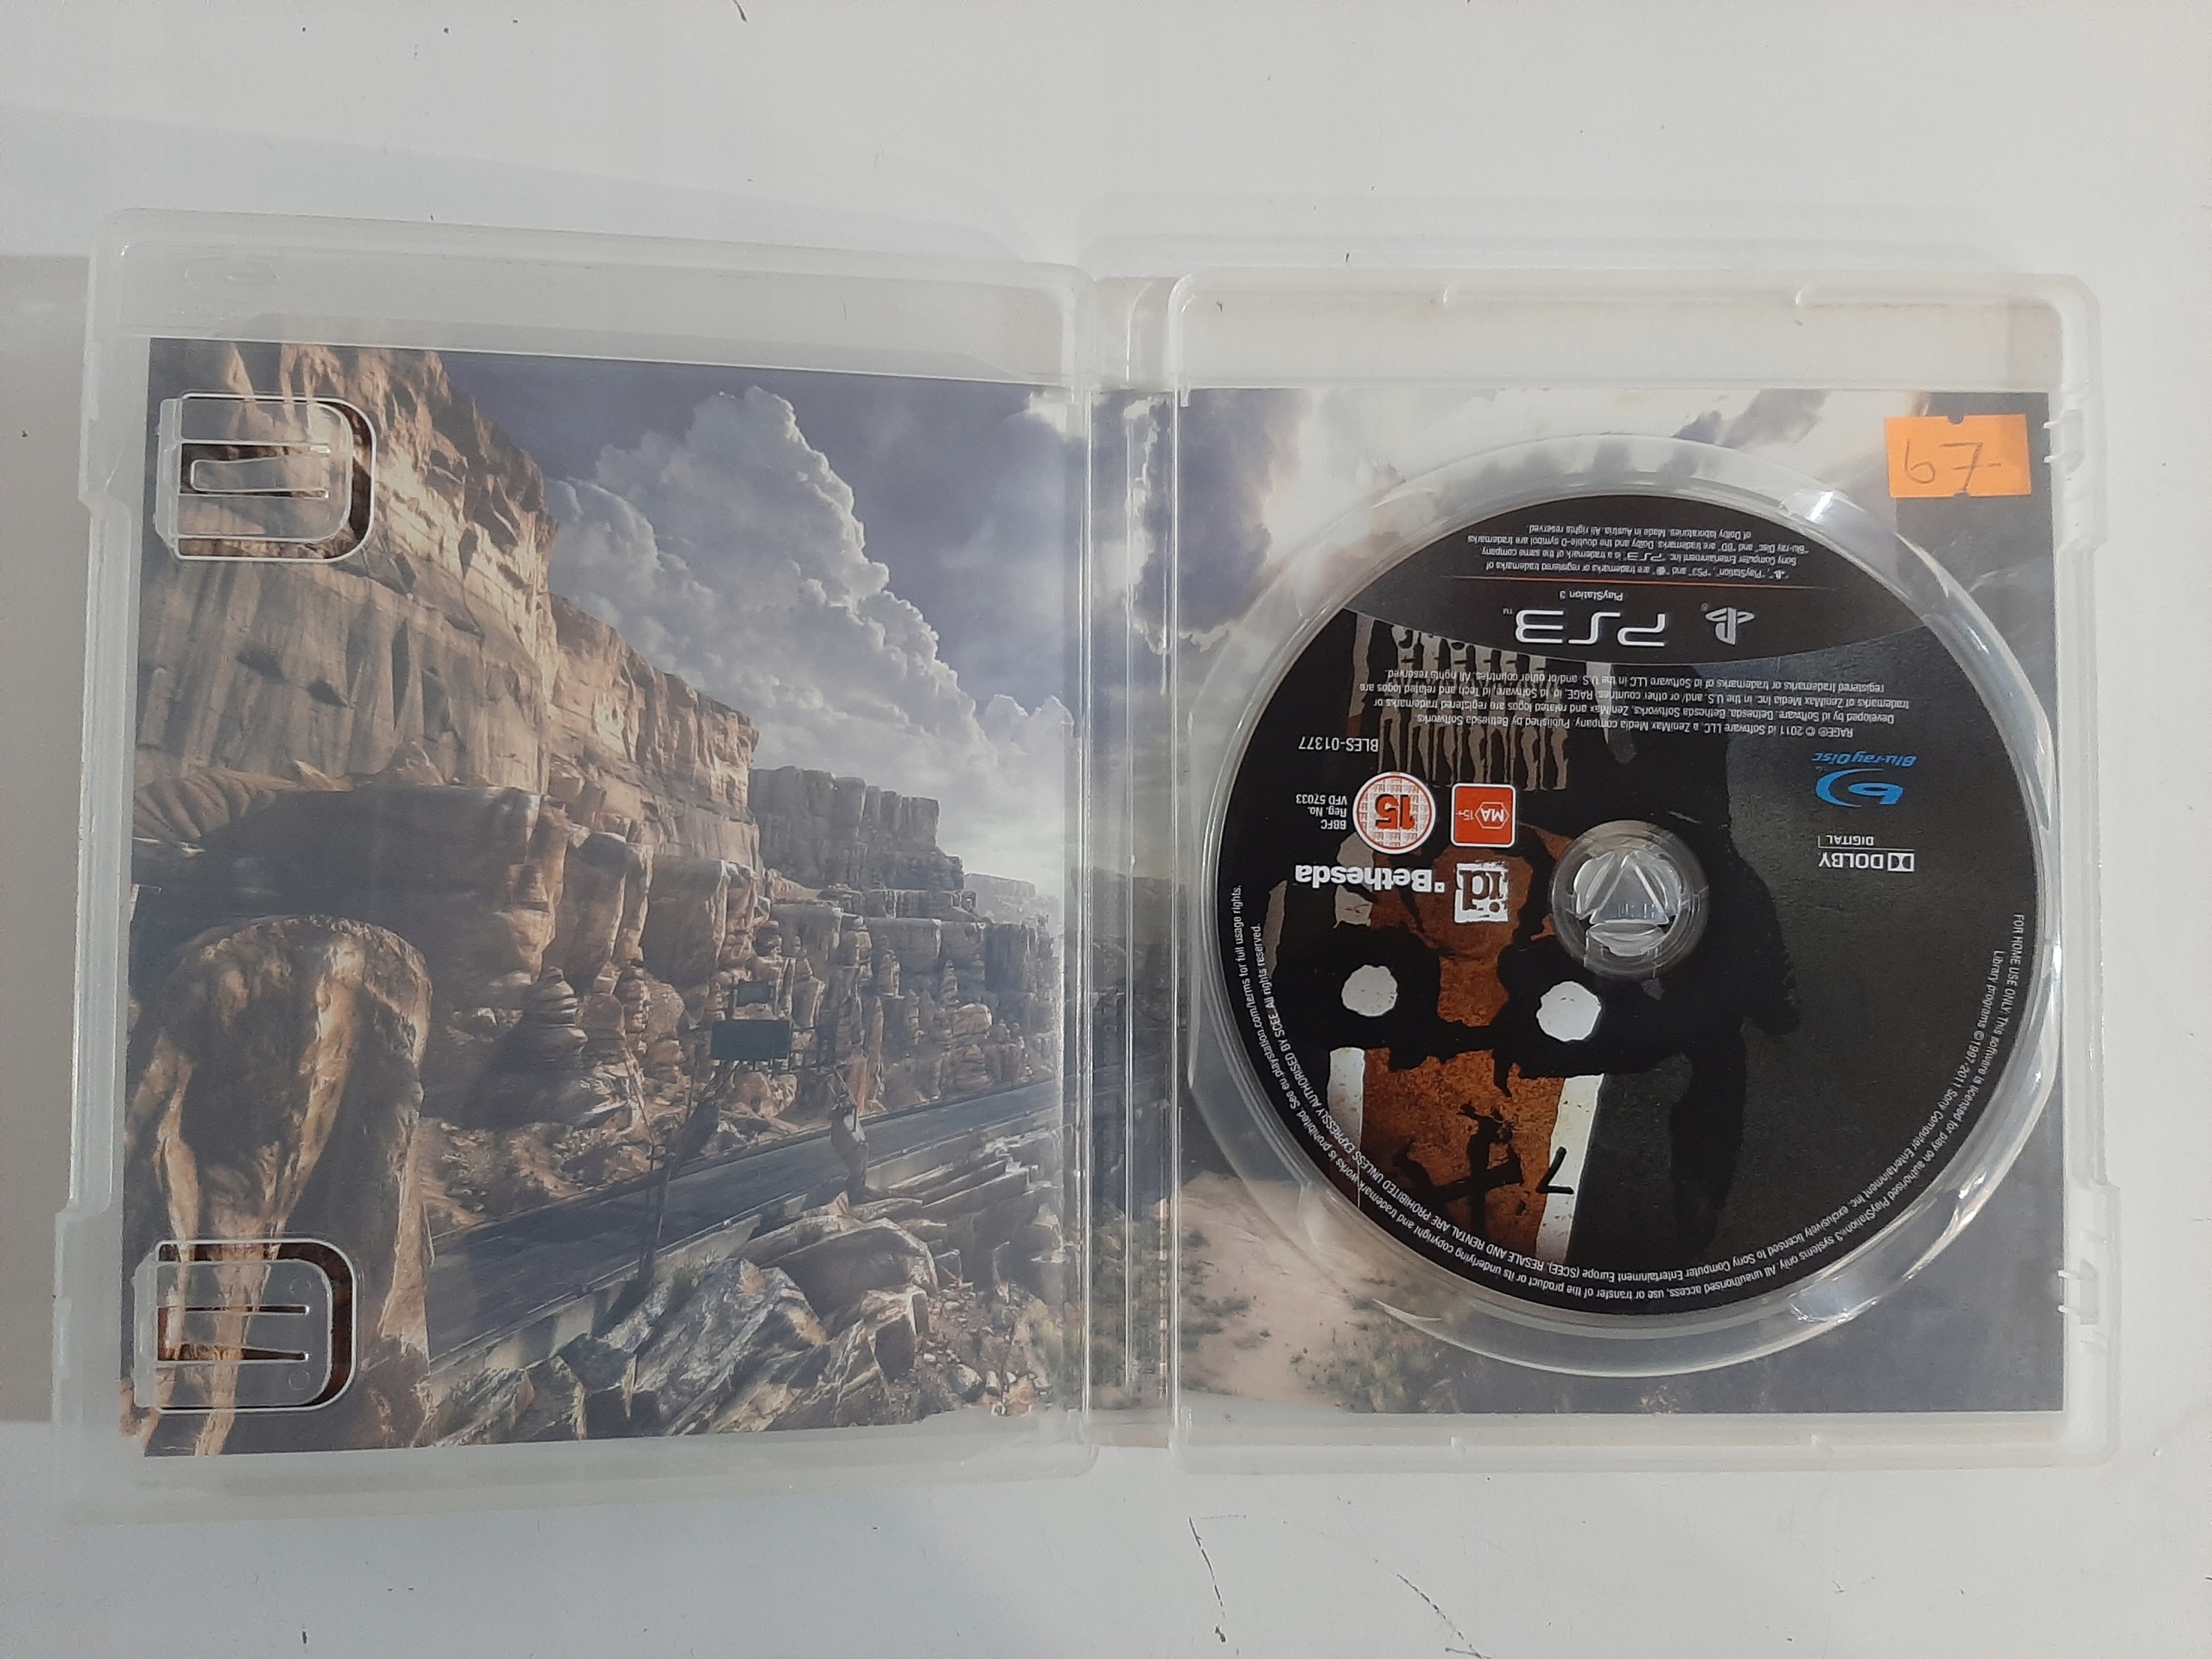 67
"PlayStation", "PS3" and are trademarks or registered trademarks of
Sony Computer Entertainment Inc. "PS3" is a trademark of the same company.
"Blu-ray Disc" and "BD" are trademarks. Dolby and the double-D symbol are trademarks
of Dolby laboratories. Made in Austria. All rights reserved.
PlayStation 3
PS3™
RAGE® © 2011 id Software LLC, a ZeniMax Media company. Published by Bethesda Softworks.
Developed by id Software. Bethesda, Bethesda Softworks, ZeniMax and related logos are registered trademarks or
trademarks of ZeniMax Media Inc. in the U.S. and/or other countries. RAGE, id, id Software, id Tech and related logos are
registered trademarks or trademarks of id Software LLC in the U.S. and/or other countries. All rights reserved.
BLES-01377
Blu-ray Disc
DOLBY
DIGITAL
BBFC
Reg. No.
VFD 57033
15
MA 15+
id
Bethesda
7
FOR HOME USE ONLY: This software is licensed for play on authorised PlayStation®3 systems only. All unauthorised access, use or transfer of the product or its underlying copyright and trademark works is prohibited. See eu.playstation.com/terms for full usage rights.
Library programs ©1997-2011 Sony Computer Entertainment Inc. exclusively licensed to Sony Computer Entertainment Europe (SCEE). RESALE AND RENTAL ARE PROHIBITED UNLESS EXPRESSLY AUTHORISED BY SCEE. All rights reserved.